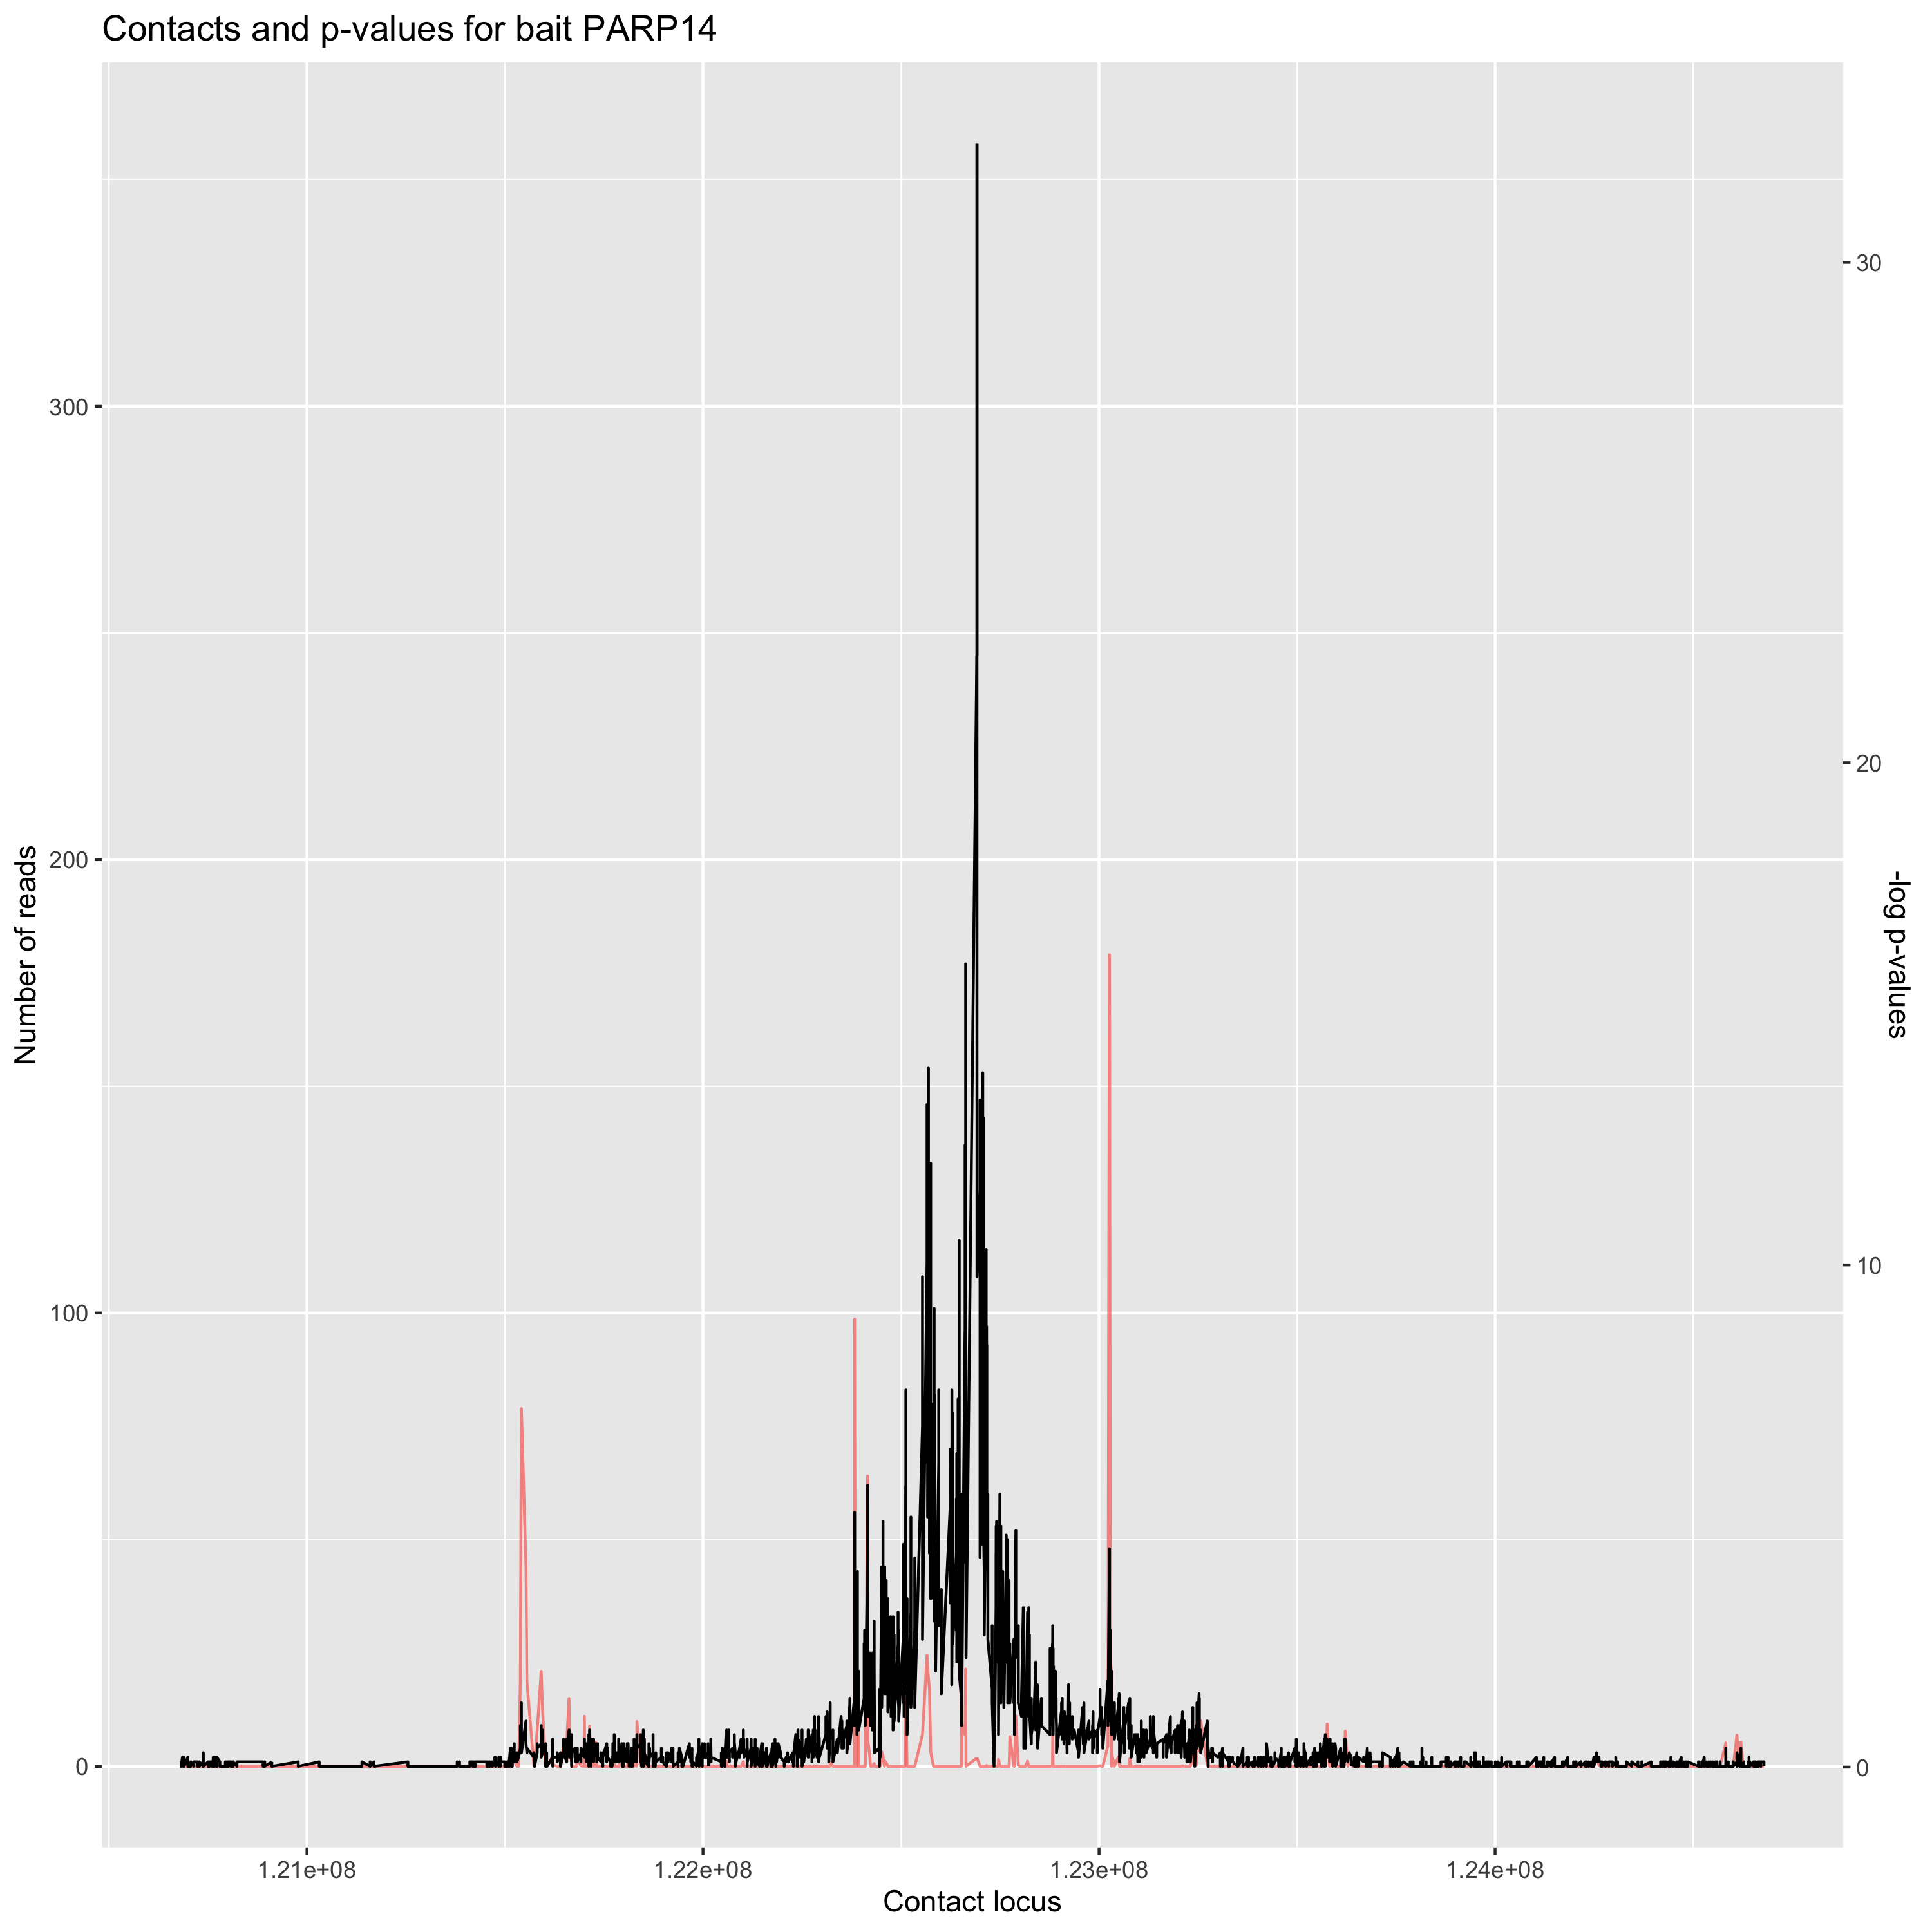 Contacts and p-values for bait PARP14
Number of reads
300
200
100
0
30
20
10
0
-log p-values
1.21e+08 1.22e+08 1.23e+08 1.24e+08
Contact locus